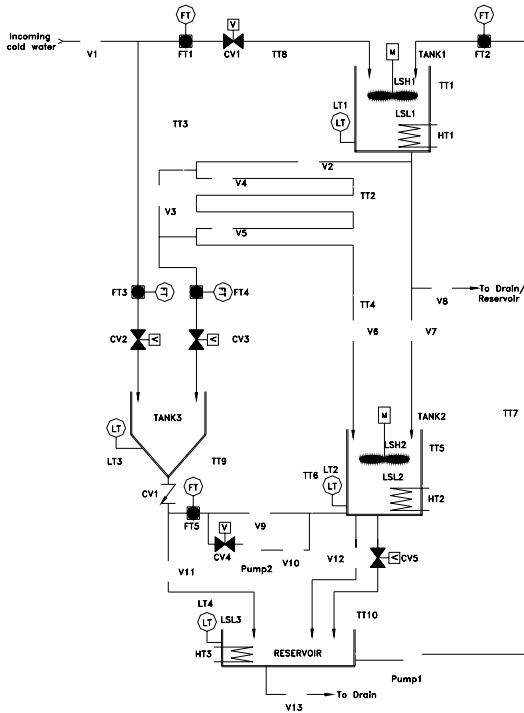 Incoming
cold water
V1
FT
FT1
V
CV1
TT8
M
TANK1
FT
FT2
LSH1
LSL1
TT1
LT1
LT
HT1
TT3
V2
V4
TT2
V3
V5
FT3
FT
FT4
FT
TT4
V8
To Drain/
Reservoir
CV2
V
CV3
V
V6
V7
M
TANK2
TT7
TANK3
LT
LT3
TT9
LSH2
LSL2
TT5
LT2
TT6
LT
HT2
CV1
FT
FT5
V9
V
CV4
V10
Pump2
V12
V
CV5
V11
LT4
LSL3
LT
TT10
HT3
RESERVOIR
Pump1
V13
To Drain